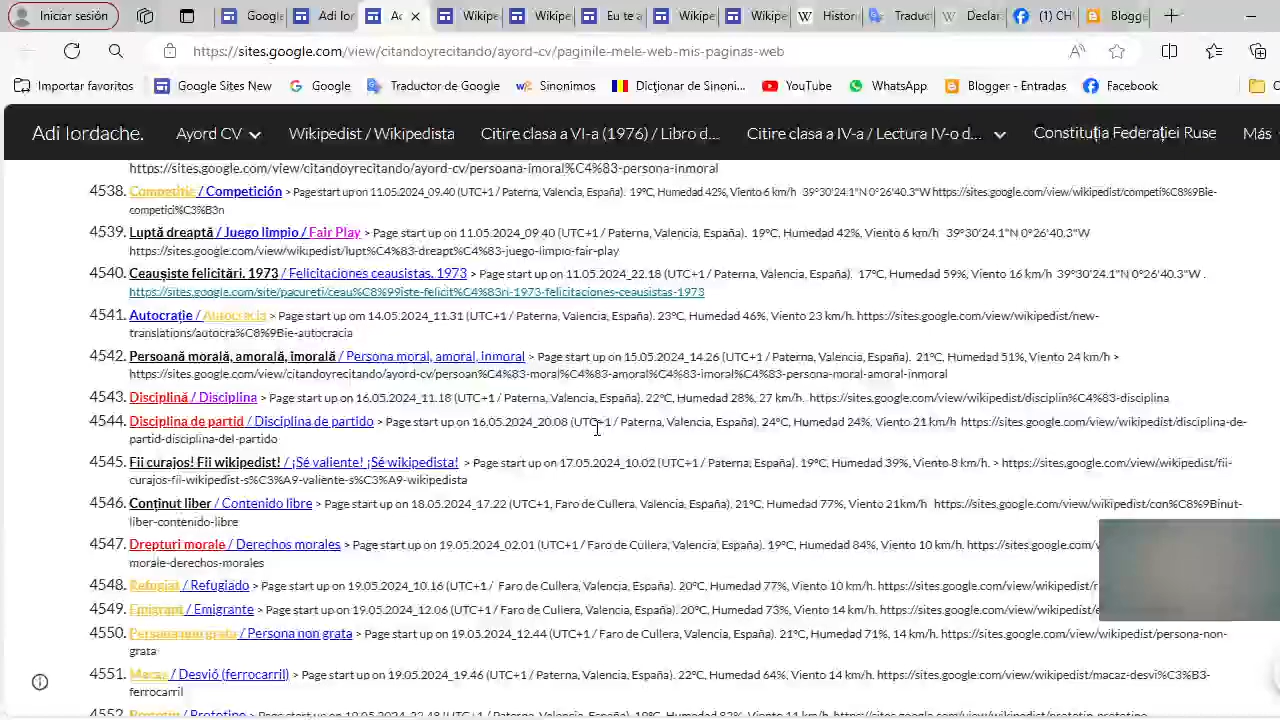 Iniciar sesión
Google
Adi Ior
Ac
Wikipe
Wikipe
Eu te a
Wikipe
Wikipe
Histori
Traduct
Declara
(1) CH
Blogge
https://sites.google.com/view/citandoyrecitando/ayord-cv/paginile-mele-web-mis-paginas-web
Importar favoritos
Google Sites New
Google
Traductor de Google
Sinonimos
Dicționar de Sinoni...
YouTube
WhatsApp
Blogger - Entradas
Facebook
Adi Iordache.
Ayord CV
Wikipedist / Wikipedista
Citire clasa a VI-a (1976) / Libro d...
Citire clasa a IV-a / Lectura IV-o d...
Constituția Federației Ruse
Más
https://sites.google.com/view/citandoyrecitando/ayord-cv/persoana-imoral%C4%83-persona-inmoral
4538. Competiție / Competición > Page start up on 11.05.2024_09.40 (UTC+1 / Paterna, Valencia, España). 19ºC, Humedad 42%, Viento 6 km/h 39°30'24.1"N 0°26'40.3"W https://sites.google.com/view/wikipedist/competi%C8%9Bie-
competici%C3%B3n
4539. Luptă dreaptă / Juego limpio / Fair Play > Page start up on 11.05.2024_09.40 (UTC+1 / Paterna, Valencia, España). 19ºC, Humedad 42%, Viento 6 km/h 39°30'24.1"N 0°26'40.3"W
https://sites.google.com/view/wikipedist/lupt%C4%83-dreapt%C4%83-juego-limpio-fair-play
4540. Ceaușiste felicitări. 1973 / Felicitaciones ceausistas. 1973 > Page start up on 11.05.2024_22.18 (UTC+1 / Paterna, Valencia, España). 17ºC, Humedad 59%, Viento 16 km/h 39°30'24.1"N 0°26'40.3"W .
https://sites.google.com/site/pacureti/ceau%C8%99iste-felicit%C4%83ri-1973-felicitaciones-ceausistas-1973
4541. Autocrație / Autocracia > Page start up om 14.05.2024_11.31 (UTC+1 / Paterna, Valencia, España). 23ºC, Humedad 46%, Viento 23 km/h. https://sites.google.com/view/new-
translations/autocra%C8%9Bie-autocracia
4542. Persoană morală, amorală, imorală / Persona moral, amoral, inmoral > Page start up on 15.05.2024_14.26 (UTC+1 / Paterna, Valencia, España). 21ºC, Humedad 51%, Viento 24 km/h >
https://sites.google.com/view/citandoyrecitando/ayord-cv/persoan%C4%83-moral%C4%83-amoral%C4%83-imoral%C4%83-persona-moral-amoral-inmoral
4543. Disciplină / Disciplina > Page start up on 16.05.2024_11.18 (UTC+1 / Paterna, Valencia, España). 22ºC, Humedad 28%, 27 km/h. https://sites.google.com/view/wikipedist/disciplin%C4%83-disciplina
4544. Disciplina de partid / Disciplina de partido > Page start up on 16.05.2024_20.08 (UTC+1 / Paterna, Valencia, España). 24ºC, Humedad 24%, Viento 21 km/h https://sites.google.com/view/wikipedist/disciplina-de-
partid-disciplina-del-partido
4545. Fii curajos! Fii wikipedist! / ¡Sé valiente! ¡Sé wikipedista! > Page start up on 17.05.2024_10.02 (UTC+1 / Paterna, Valencia, España). 19ºC, Humedad 39%, Viento 8 km/h. > https://sites.google.com/view/wikipedist/fii-
curajos-fii-wikipedist-s%C3%A9-valiente-s%C3%A9-wikipedista
4546. Conținut liber / Contenido libre > Page start up on 18.05.2024_17.22 (UTC+1, Faro de Cullera, Valencia, España). 21ºC, Humedad 77%, Viento 21km/h https://sites.google.com/view/wikipedist/con%C8%9Binut-
liber-contenido-libre
4547. Drepturi morale / Derechos morales > Page start up on 19.05.2024_02.01 (UTC+1 / Faro de Cullera, Valencia, España). 19ºC, Humedad 84%, Viento 10 km/h. https://sites.google.com/view/
morale-derechos-morales
4548. Refugiat / Refugiado > Page start up on 19.05.2024_10.16 (UTC+1 / Faro de Cullera, Valencia, España). 20ºC, Humedad 77%, Viento 10 km/h. https://sites.google.com/view/wikipedist/r
4549. Emigrant / Emigrante > Page start up on 19.05.2024_12.06 (UTC+1 / Faro de Cullera, Valencia, España). 20ºC, Humedad 73%, Viento 14 km/h. https://sites.google.com/view/wikipedist/e
4550. Persona non grata / Persona non grata > Page start up on 19.05.2024_12.44 (UTC+1 / Faro de Cullera, Valencia, España). 21ºC, Humedad 71%, 14 km/h. https://sites.google.com/view/wikipedist/persona-non-
grata
4551. Macaz / Desvió (ferrocarril) > Page start up on 19.05.2024_19.46 (UTC+1 / Faro de Cullera, Valencia, España). 22ºC, Humedad 64%, Viento 14 km/h. https://sites.google.com/view/wikipedist/macaz-desvi%C3%B3-
ferrocarril
4552. Prototip / Prototipo